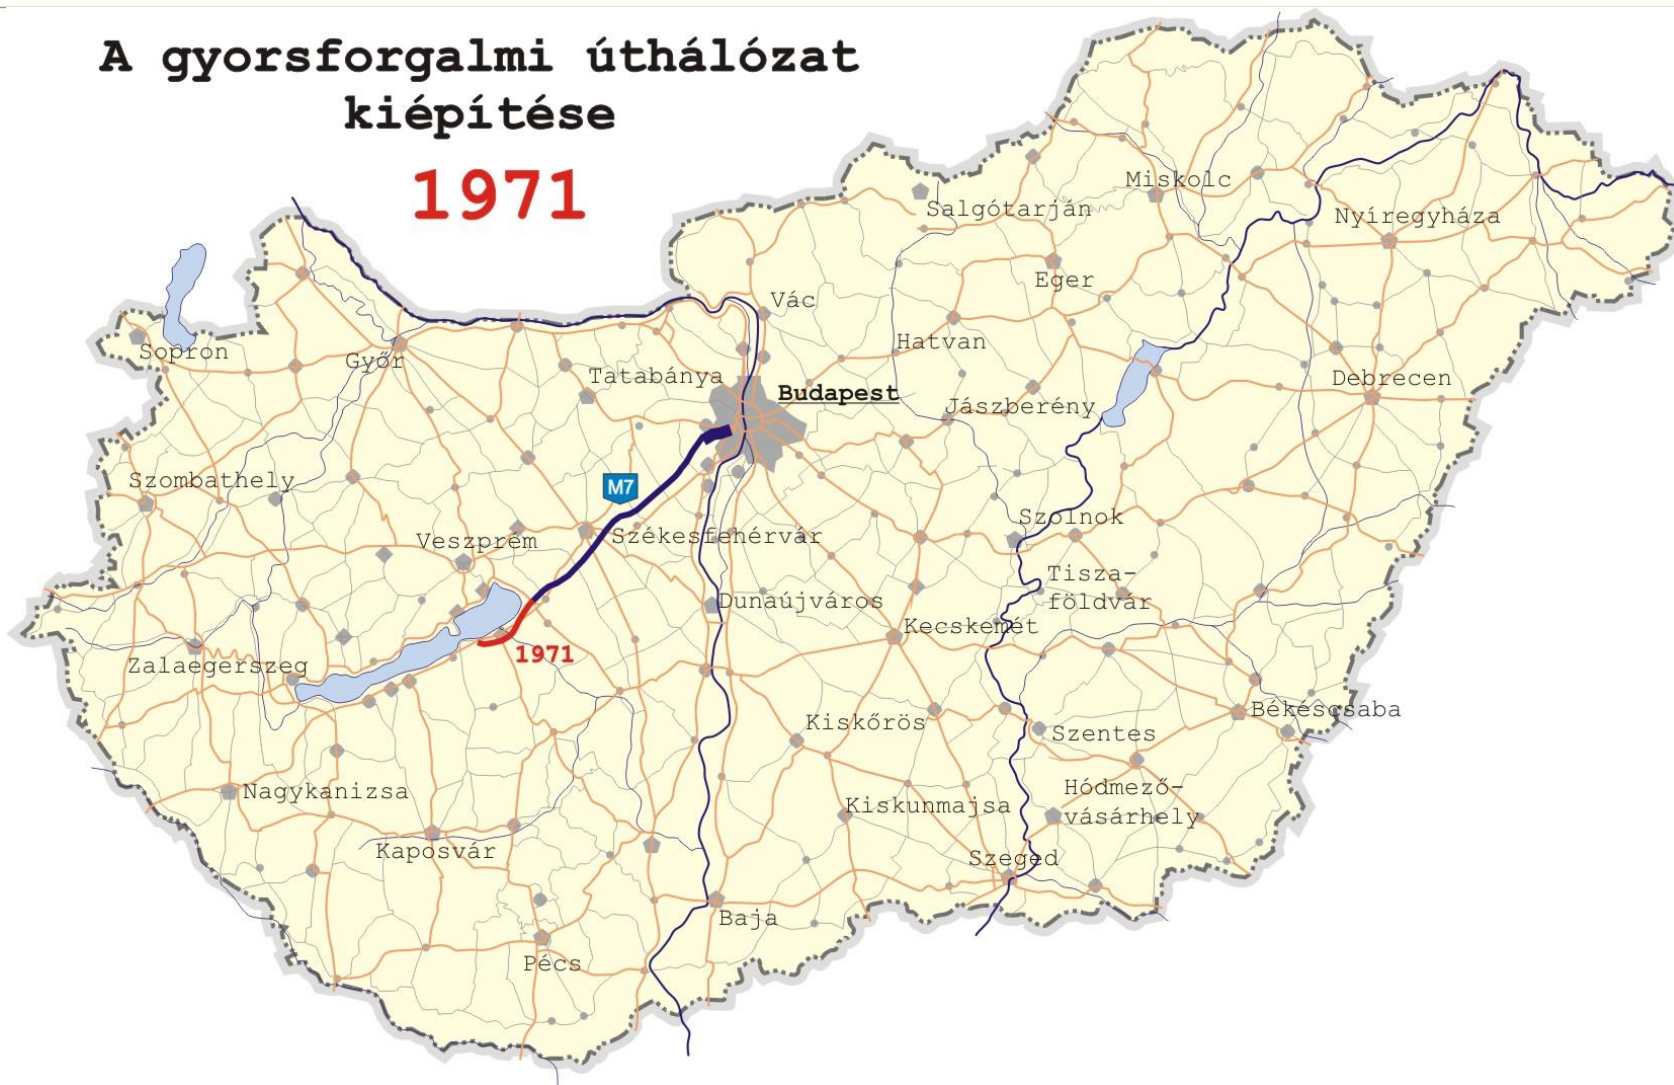 A gyorsforgalmi úthálózat
kiépítése
1971
Miskolc
Salgótarján
Nyíregyháza
Eger
Vác
Sopron
Győr
Hatvan
Tatabánya
Budapest
Debrecen
Jászberény
Szombathely
M7
Szolnok
Veszprém
Székesfehérvár
Tisza-
földvár
Dunaújváros
Kecskemét
1971
Zalaegerszeg
Békéscsaba
Kiskőrös
Szentes
Nagykanizsa
Hódmező-
vásárhely
Kiskunmajsa
Kaposvár
Szeged
Baja
Pécs